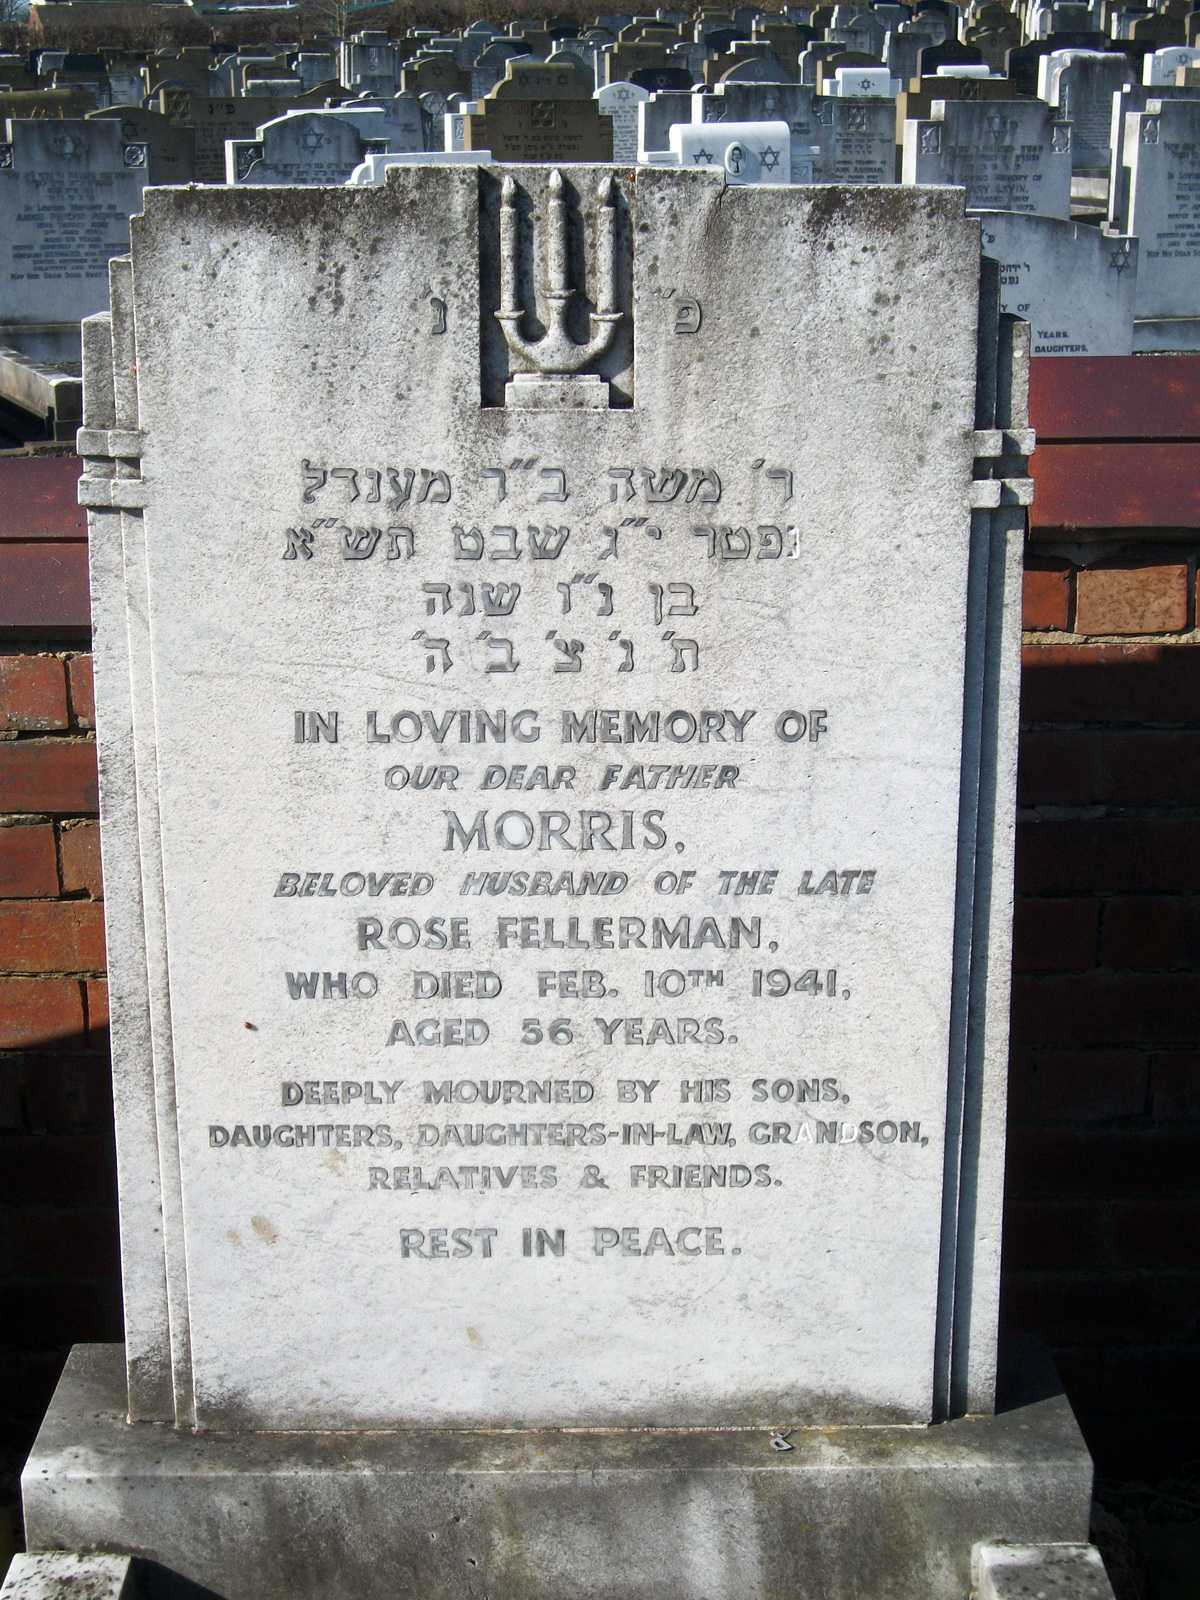 פ' נ'
ר' משה ב"ר מענדל
נפטר י"ג שבט תש"א
בן נ"ו שנה
ת' נ' צ' ב' ה'
IN LOVING MEMORY OF
OUR DEAR FATHER
MORRIS,
BELOVED HUSBAND OF THE LATE
ROSE FELLERMAN,
WHO DIED FEB. 10TH 1941,
AGED 56 YEARS.
DEEPLY MOURNED BY HIS SONS,
DAUGHTERS, DAUGHTERS-IN-LAW, GRANDSON,
RELATIVES & FRIENDS.
REST IN PEACE.